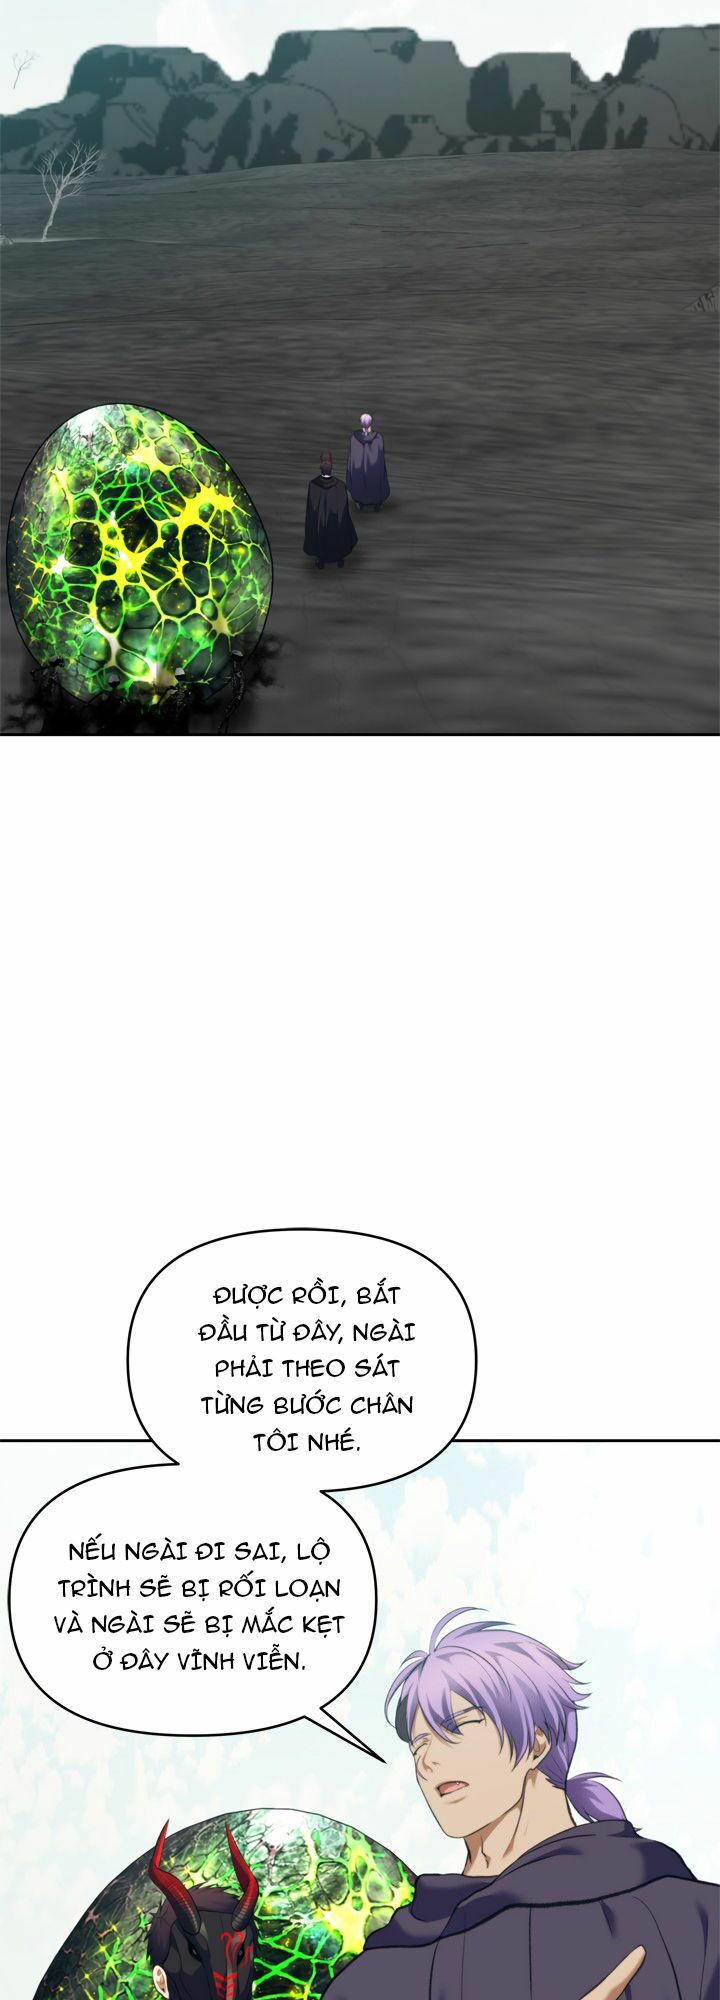 ĐƯỢC RỒI, BẮT
ĐẦU TỪ ĐÂY, NGÀI
PHẢI THEO SÁT
TỪNG BƯỚC CHÂN
TÔI NHÉ.
NẾU NGÀI ĐI SAI, LỘ
TRÌNH SẼ BỊ RỐI LOẠN
VÀ NGÀI SẼ BỊ MẮC KẸT
Ở ĐÂY VĨNH VIỄN.